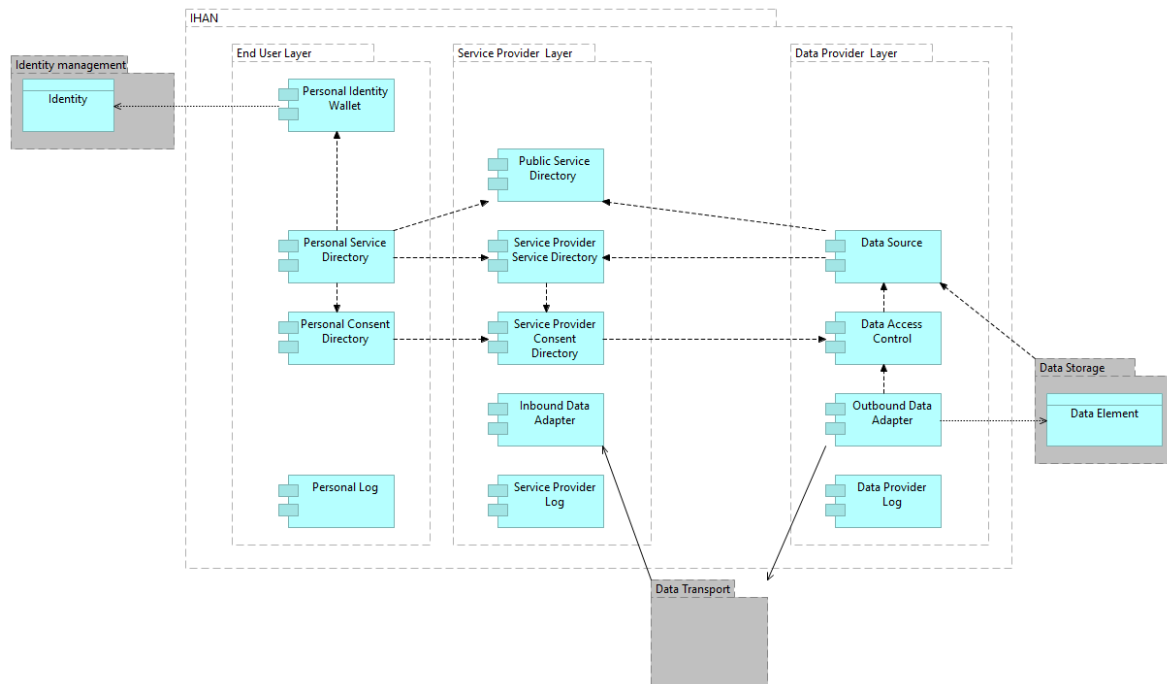 IHAN
End User Layer
Service Provider Layer
Data Provider Layer
Identity management
Identity
Personal Identity
Wallet
Public Service
Directory
Personal Service
Directory
Service Provider
Service Directory
Data Source
Personal Consent
Directory
Service Provider
Consent
Directory
Data Access
Control
Data Storage
Data Element
Inbound Data
Adapter
Outbound Data
Adapter
Personal Log
Service Provider
Log
Data Provider
Log
Data Transport